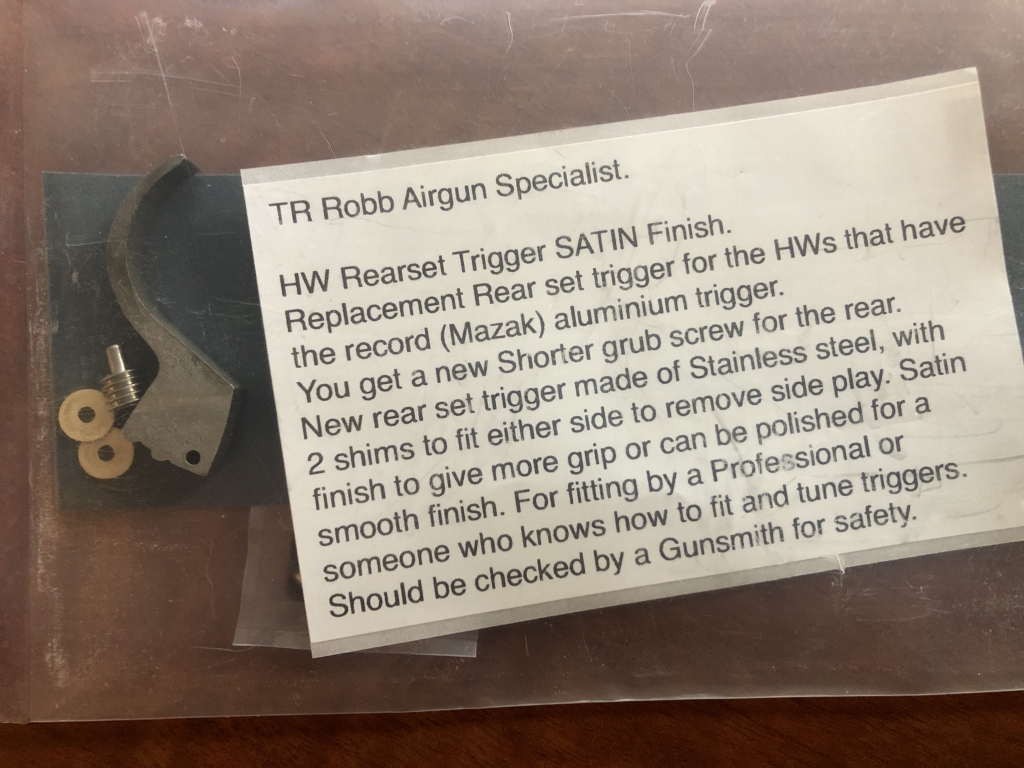 TR Robb Airgun Specialist.
HW Rearset Trigger SATIN Finish.
Replacement Rear set trigger for the HWs that have
the record (Mazak) aluminium trigger.
You get a new Shorter grub screw for the rear.
New rear set trigger made of Stainless steel, with
2 shims to fit either side to remove side play. Satin
finish to give more grip or can be polished for a
smooth finish. For fitting by a Professional or
someone who knows how to fit and tune triggers.
Should be checked by a Gunsmith for safety.